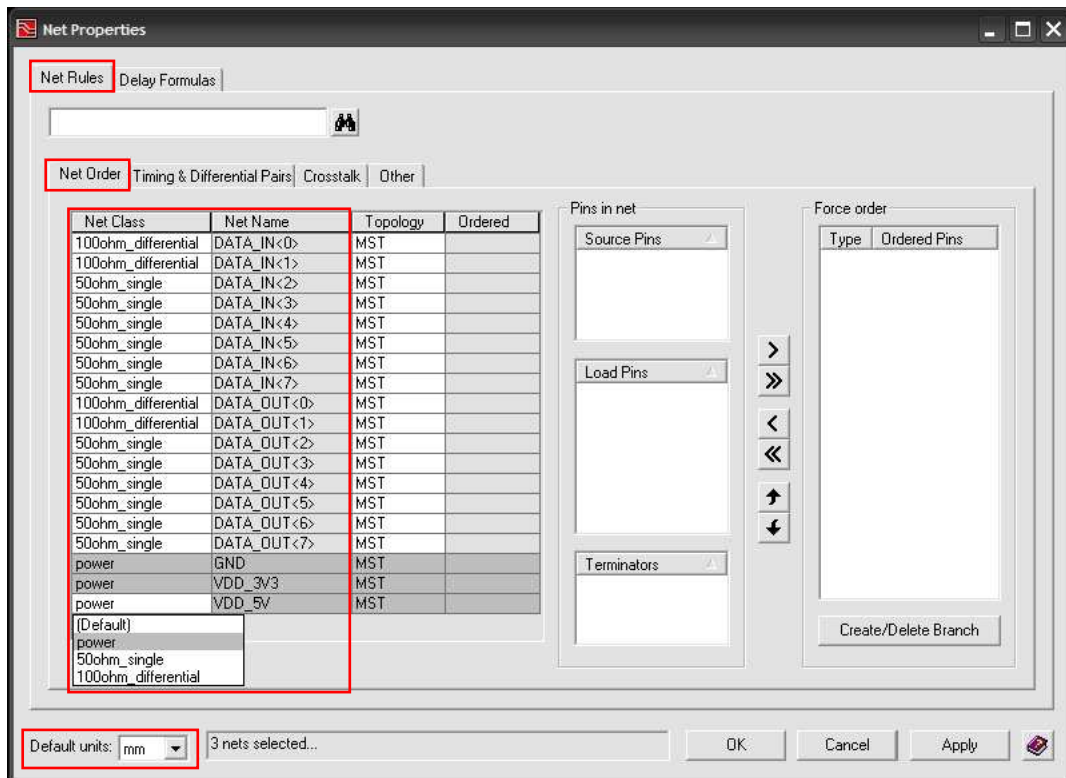 Net Properties
Net Rules Delay Formulas
Net Order Timing & Differential Pairs Crosstalk Other
Net Class Net Name Topology Ordered
100ohm_differential DATA_IN<0> MST
100ohm_differential DATA_IN<1> MST
50ohm_single DATA_IN<2> MST
50ohm_single DATA_IN<3> MST
50ohm_single DATA_IN<4> MST
50ohm_single DATA_IN<5> MST
50ohm_single DATA_IN<6> MST
50ohm_single DATA_IN<7> MST
100ohm_differential DATA_OUT<0> MST
100ohm_differential DATA_OUT<1> MST
50ohm_single DATA_OUT<2> MST
50ohm_single DATA_OUT<3> MST
50ohm_single DATA_OUT<4> MST
50ohm_single DATA_OUT<5> MST
50ohm_single DATA_OUT<6> MST
50ohm_single DATA_OUT<7> MST
power GND MST
power VDD_3V3 MST
power VDD_5V MST
(Default)
power
50ohm_single
100ohm_differential
Pins in net
Source Pins
Load Pins
Terminators
Force order
Type Ordered Pins
Create/Delete Branch
Default units: mm 3 nets selected... OK Cancel Apply